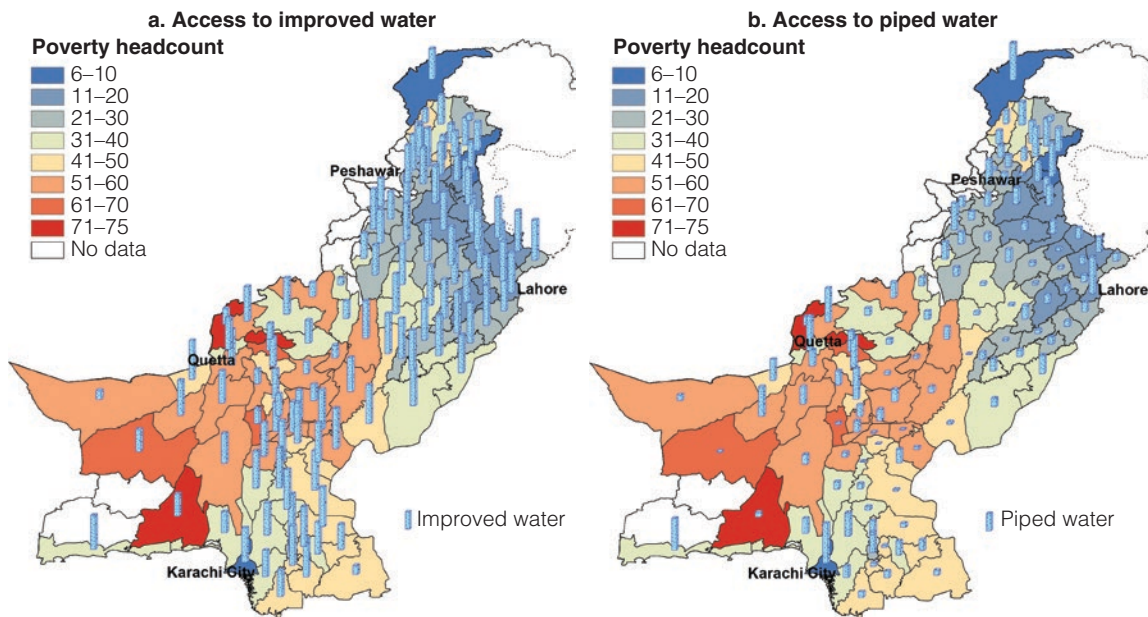 a. Access to improved water
Poverty headcount
6–10
11–20
21–30
31–40
41–50
51–60
61–70
71–75
No data
Peshawar
Lahore
Quetta
Karachi City
Improved water
b. Access to piped water
Poverty headcount
6–10
11–20
21–30
31–40
41–50
51–60
61–70
71–75
No data
Peshawar
Lahore
Quetta
Karachi City
Piped water